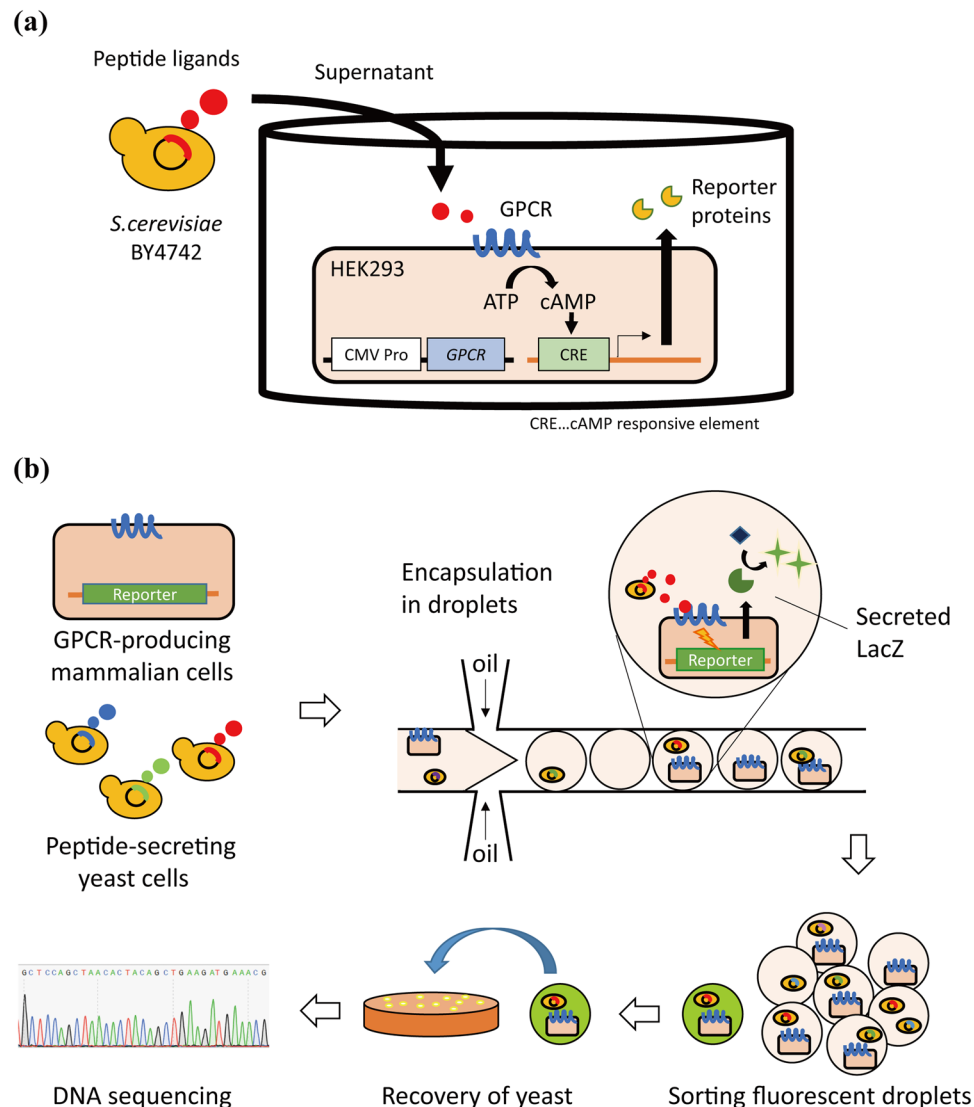 (a)
Peptide ligands
Supernatant
S.cerevisiae
BY4742
GPCR
Reporter
proteins
HEK293
ATP
cAMP
CMV Pro
GPCR
CRE
CRE...cAMP responsive element
(b)
Reporter
GPCR-producing
mammalian cells
Peptide-secreting
yeast cells
Encapsulation
in droplets
oil
oil
Reporter
Secreted
LacZ
GCTCCAGCTAACACTACAGCTGAAGATGAAACG
DNA sequencing
Recovery of yeast
Sorting fluorescent droplets